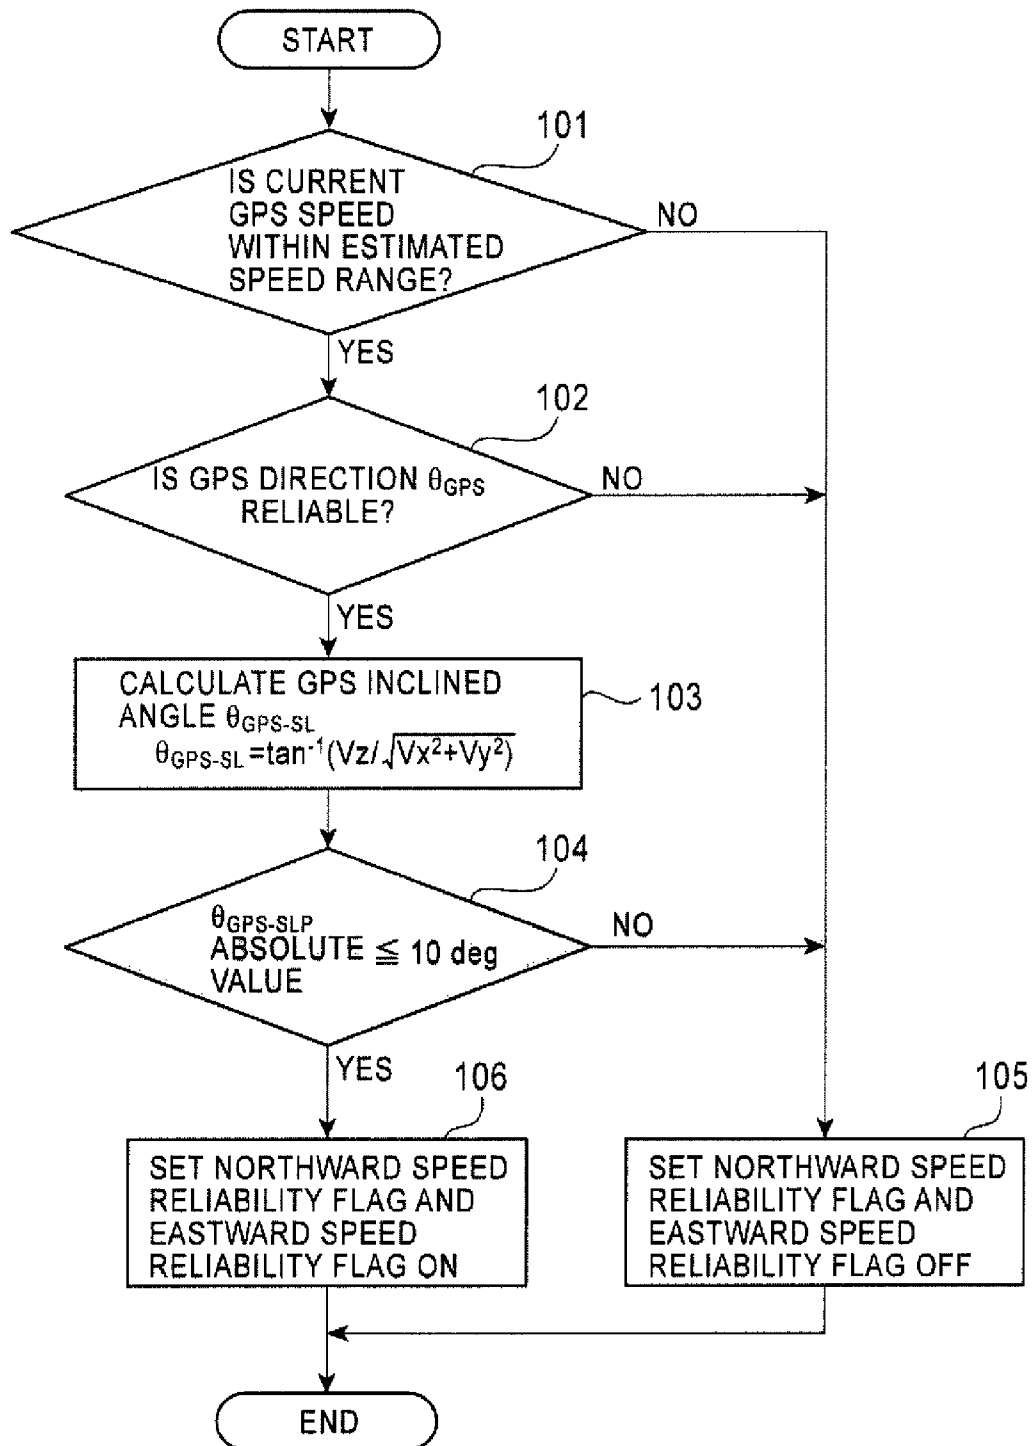 START
101
IS CURRENT
GPS SPEED
WITHIN ESTIMATED
SPEED RANGE?
NO
YES
102
IS GPS DIRECTION θGPS
RELIABLE?
NO
YES
CALCULATE GPS INCLINED
ANGLE θGPS-SL
θGPS-SL=tan⁻¹(Vz/√Vx²+Vy²)
103
104
θGPS-SLP
ABSOLUTE ≦ 10 deg
VALUE
NO
YES
106
SET NORTHWARD SPEED
RELIABILITY FLAG AND
EASTWARD SPEED
RELIABILITY FLAG ON
105
SET NORTHWARD SPEED
RELIABILITY FLAG AND
EASTWARD SPEED
RELIABILITY FLAG OFF
END